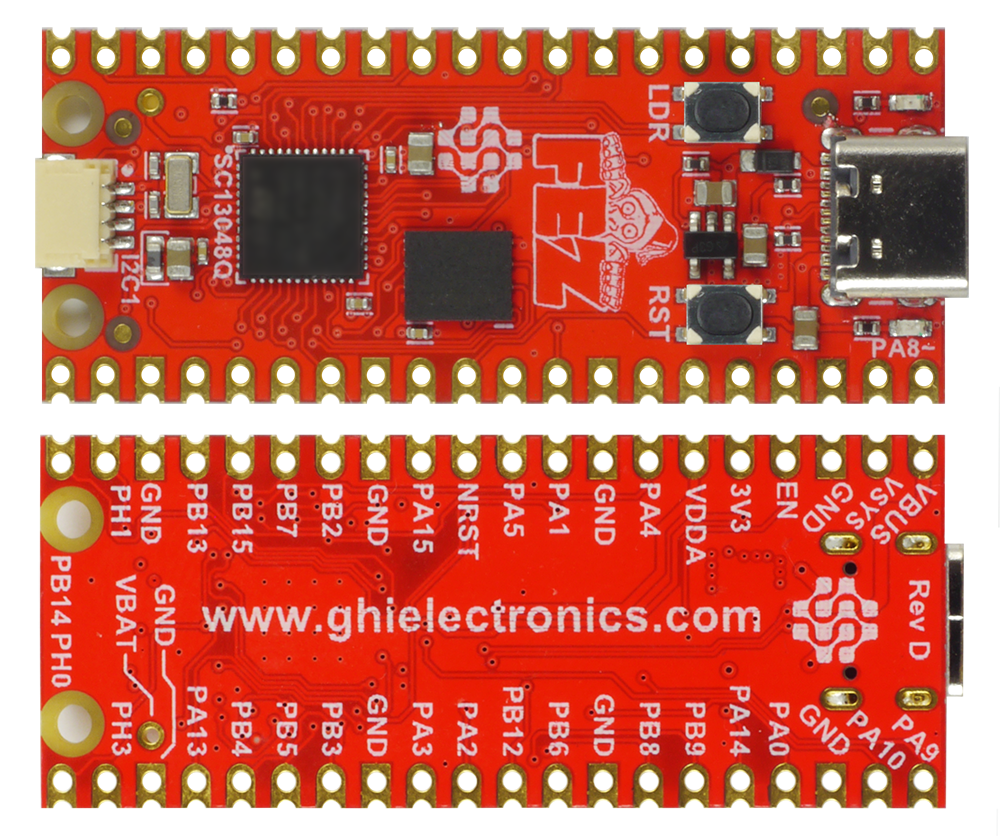 LDR
SC13048Q
FEZ
I2C1
RST
PA8~
PH1
GND
PB13
PB15
PB7
PB2
GND
PA15
NRST
PA5
PA1
GND
PA4
VDDA
3V3
EN
GND
VSYS
VBUS
PB14 PH0
VBAT
GND
www.ghielectronics.com
Rev D
PH3
PA13
PB4
PB5
PB3
GND
PA3
PA2
PB12
PB6
GND
PB8
PB9
PA14
PA0
GND
PA10
PA9